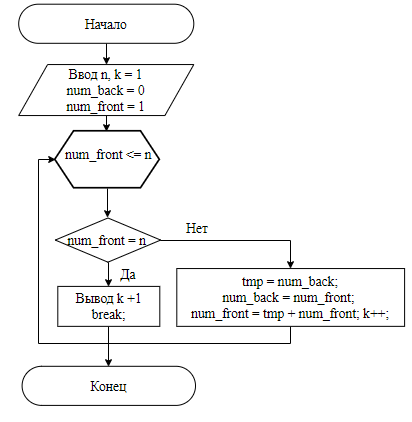 Начало
Ввод n, k = 1
num_back = 0
num_front = 1
num_front <= n
num_front = n
Нет
Да
Вывод k +1
break;
tmp = num_back;
num_back = num_front;
num_front = tmp + num_front; k++;
Конец